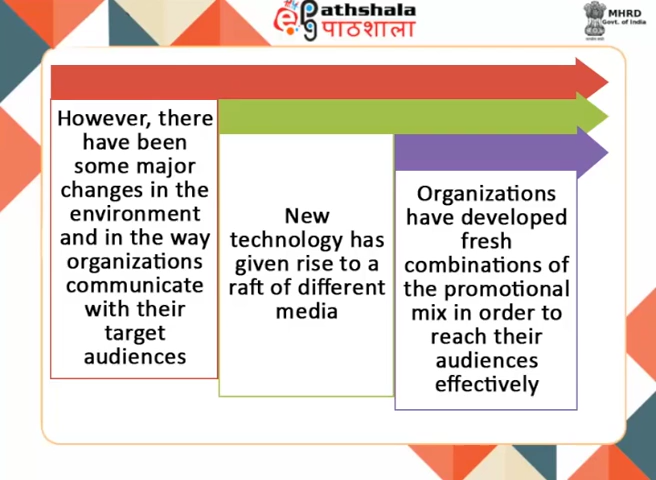 Pathshala
पाठशाला
MHRD
Govt. of India
However, there
have been
some major
changes in the
environment
and in the way
organizations
communicate
with their
target
audiences
New
technology has
given rise to a
raft of different
media
Organizations
have developed
fresh
combinations of
the promotional
mix in order to
reach their
audiences
effectively